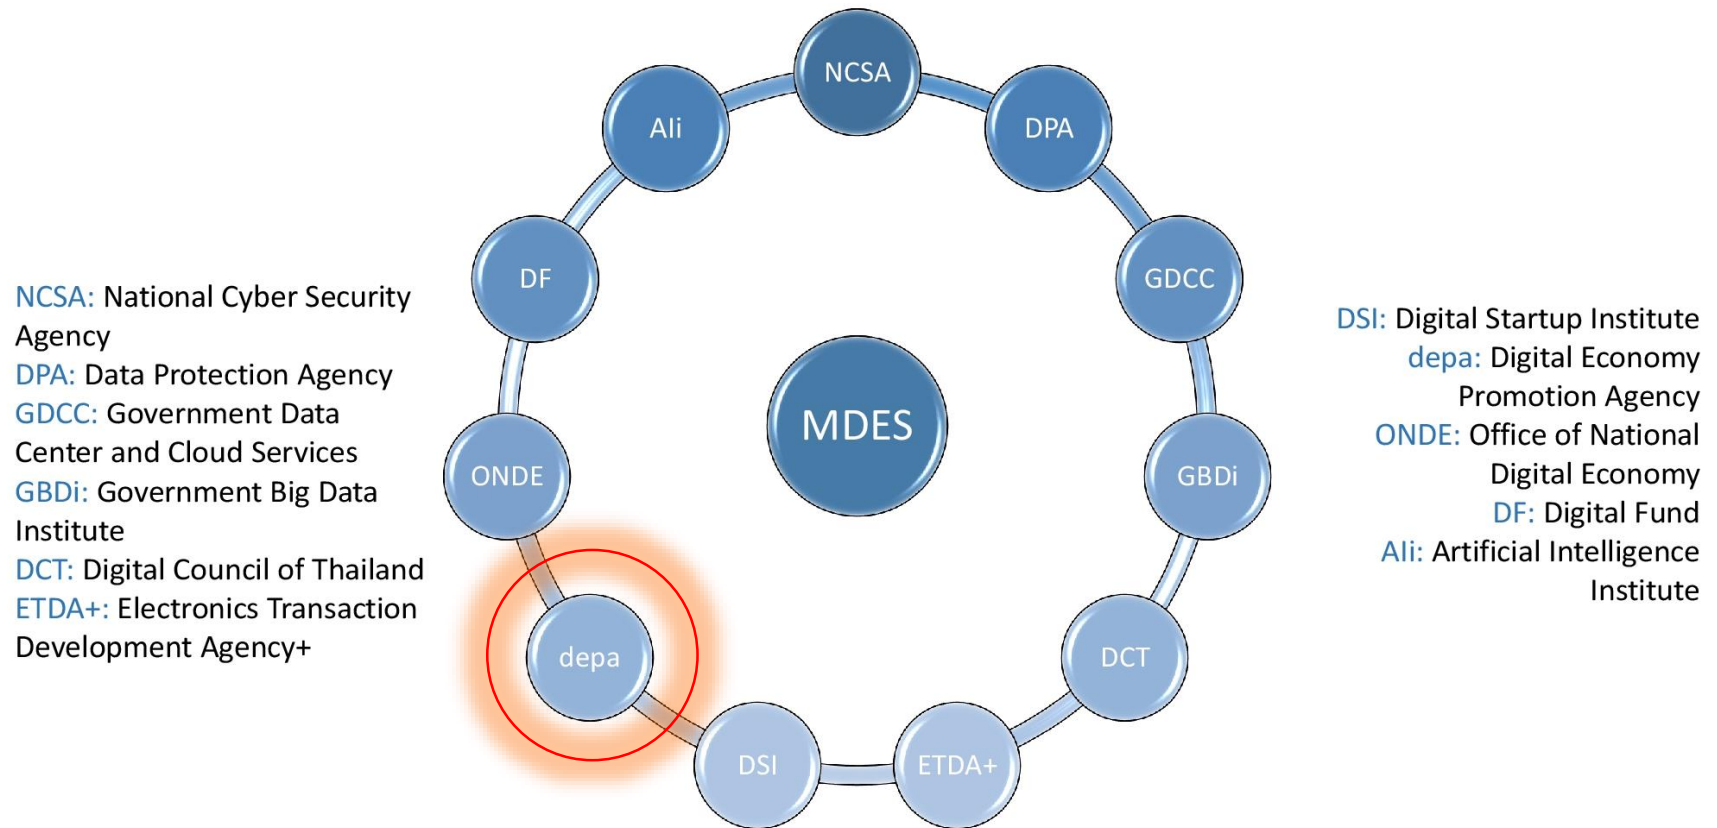 NCSA
AIi
DPA
DF
GDCC
MDES
ONDE
GBDi
depa
DCT
DSI
ETDA+
NCSA: National Cyber Security
Agency
DPA: Data Protection Agency
GDCC: Government Data
Center and Cloud Services
GBDi: Government Big Data
Institute
DCT: Digital Council of Thailand
ETDA+: Electronics Transaction
Development Agency+
DSI: Digital Startup Institute
depa: Digital Economy
Promotion Agency
ONDE: Office of National
Digital Economy
DF: Digital Fund
AIi: Artificial Intelligence
Institute